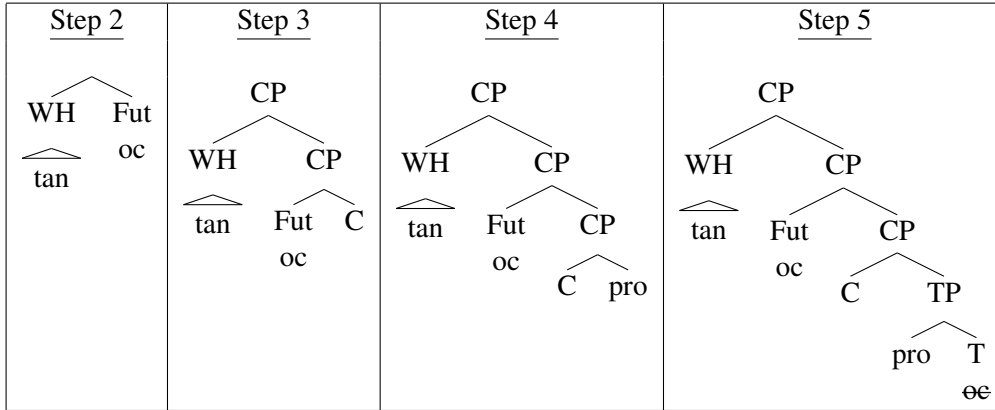 Step 2 Step 3 Step 4 Step 5
CP CP CP
WH Fut
oc
tan
WH CP
tan Fut C
oc
WH CP
tan Fut CP
oc
C pro
WH CP
tan Fut CP
oc
C TP
pro T
oc